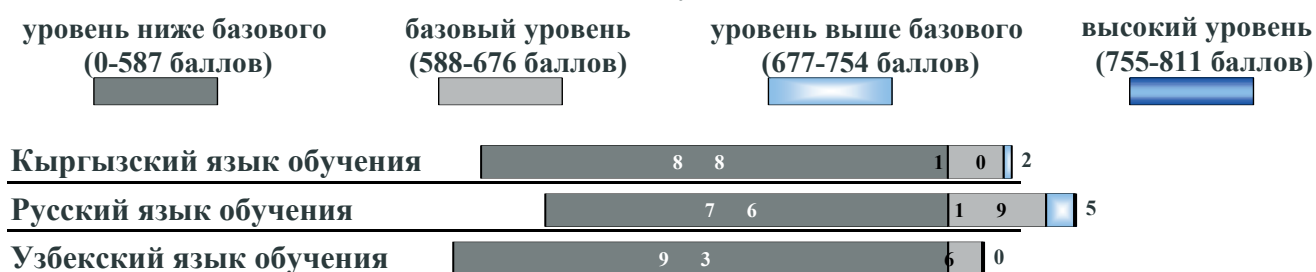 уровень ниже базового базовый уровень уровень выше базового высокий уровень
(0-587 баллов) (588-676 баллов) (677-754 баллов) (755-811 баллов)
Кыргызский язык обучения 8 8 1 0 2
Русский язык обучения 7 6 1 9 5
Узбекский язык обучения 9 3 6 0